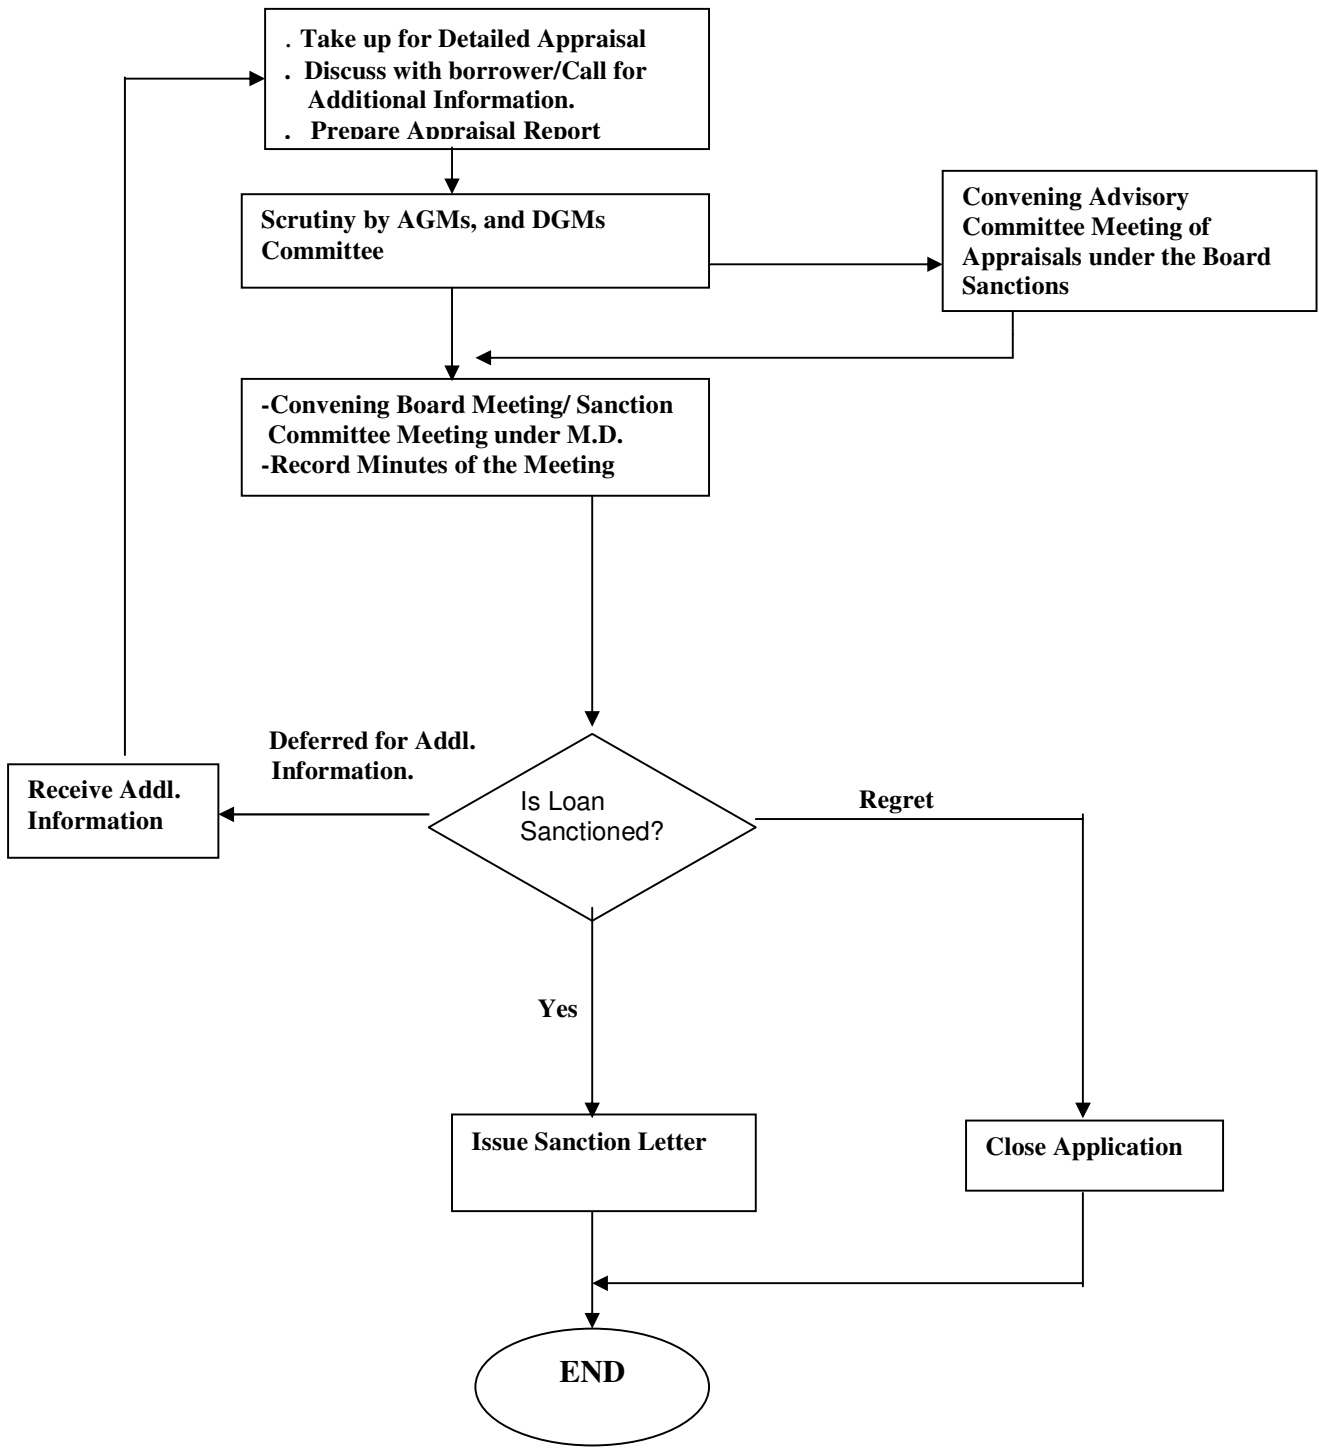 . Take up for Detailed Appraisal
. Discuss with borrower/Call for
Additional Information.
. Prepare Appraisal Report
Scrutiny by AGMs, and DGMs
Committee
Convening Advisory
Committee Meeting of
Appraisals under the Board
Sanctions
-Convening Board Meeting/ Sanction
Committee Meeting under M.D.
-Record Minutes of the Meeting
Deferred for Addl.
Information.
Receive Addl.
Information
Is Loan
Sanctioned?
Regret
Yes
Issue Sanction Letter
Close Application
END